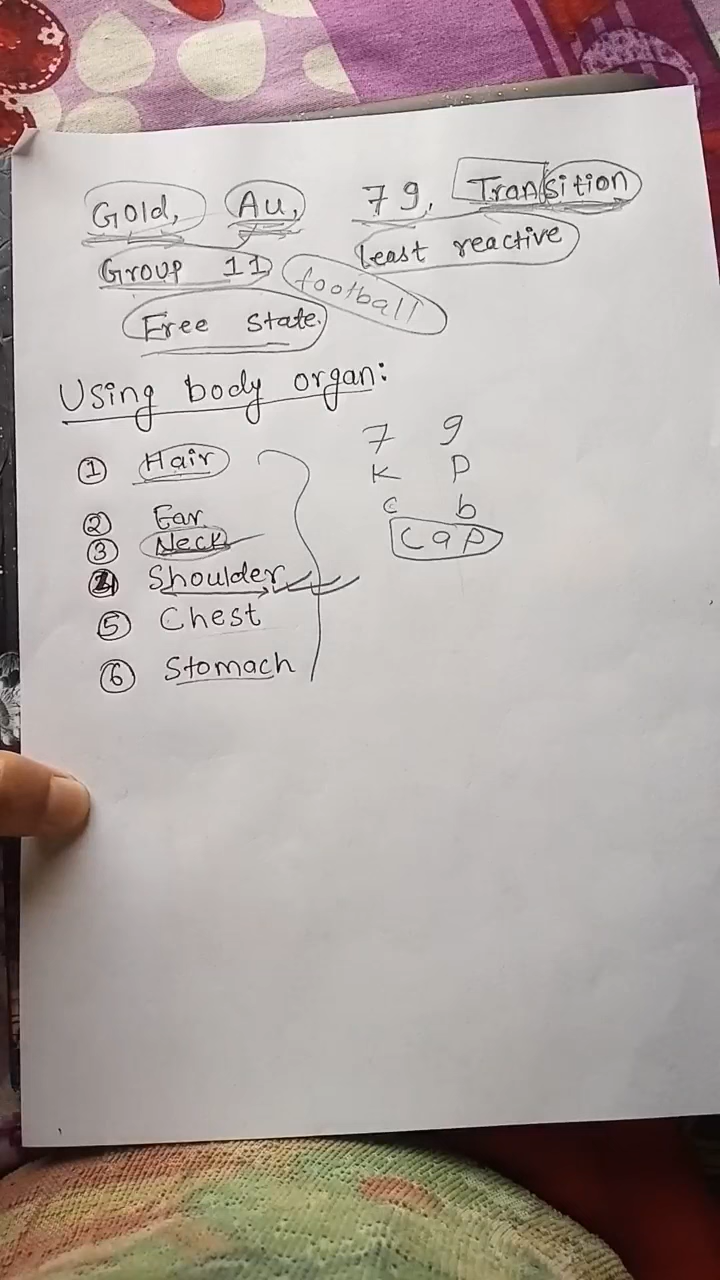 Gold, Au, 79, Transition
Group 11 Least reactive
football
Free state.
Using body organ:
① Hair
② Ear
③ Neck
④ Shoulder
⑤ Chest
⑥ Stomach
7 9
K P
c b
Cap